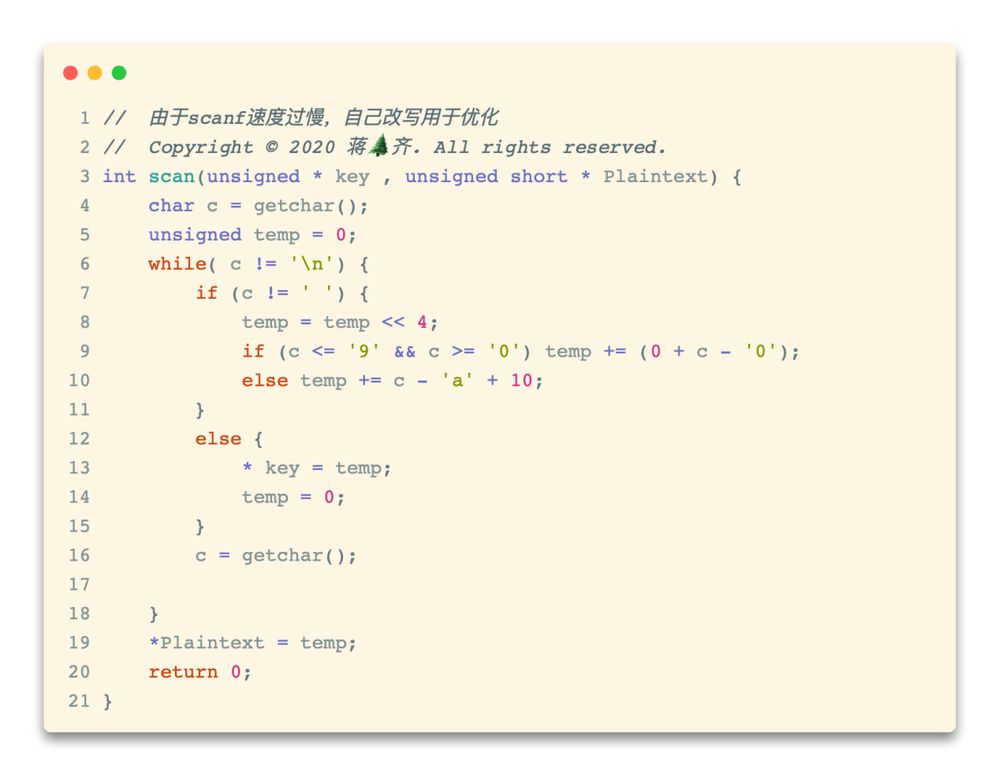 1 //  由于scanf速度过慢，自己改写用于优化
2 //  Copyright © 2020 蒋🌲齐. All rights reserved.
3 int scan(unsigned * key , unsigned short * Plaintext) {
4     char c = getchar();
5     unsigned temp = 0;
6     while( c != '\n') {
7         if (c != ' ') {
8             temp = temp << 4;
9             if (c <= '9' && c >= '0') temp += (0 + c - '0');
10             else temp += c - 'a' + 10;
11         }
12         else {
13             * key = temp;
14             temp = 0;
15         }
16         c = getchar();
17
18     }
19     *Plaintext = temp;
20     return 0;
21 }